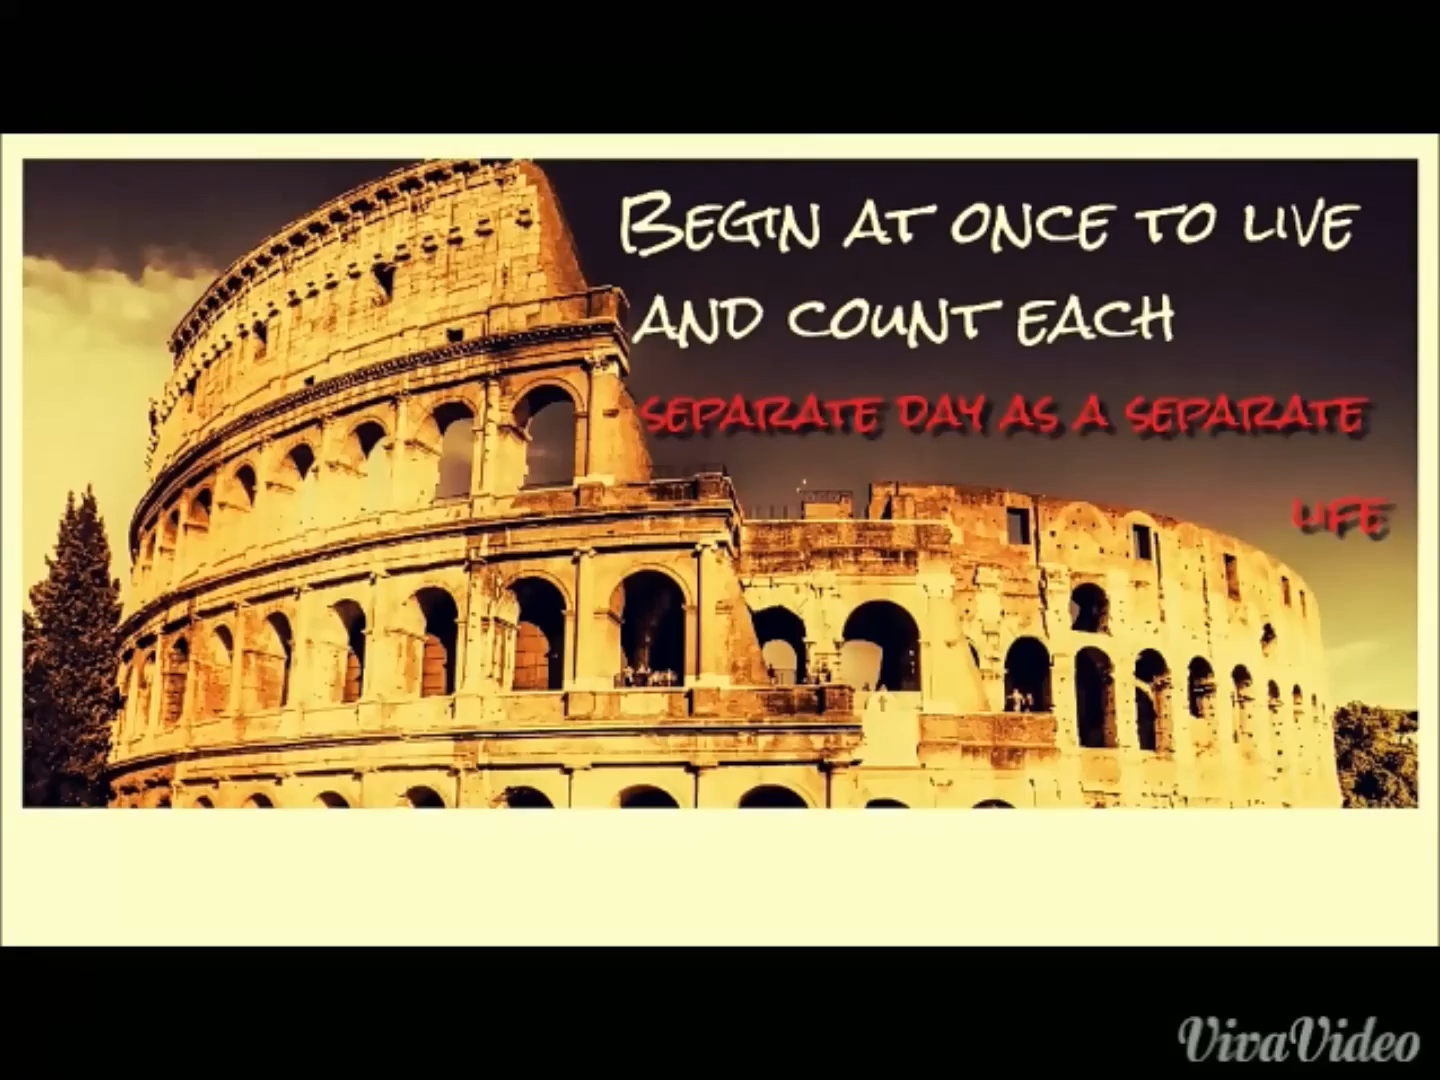 BEGIN AT ONCE TO LIVE
AND COUNT EACH
SEPARATE DAY AS A SEPARATE
LIFE
VivaVideo